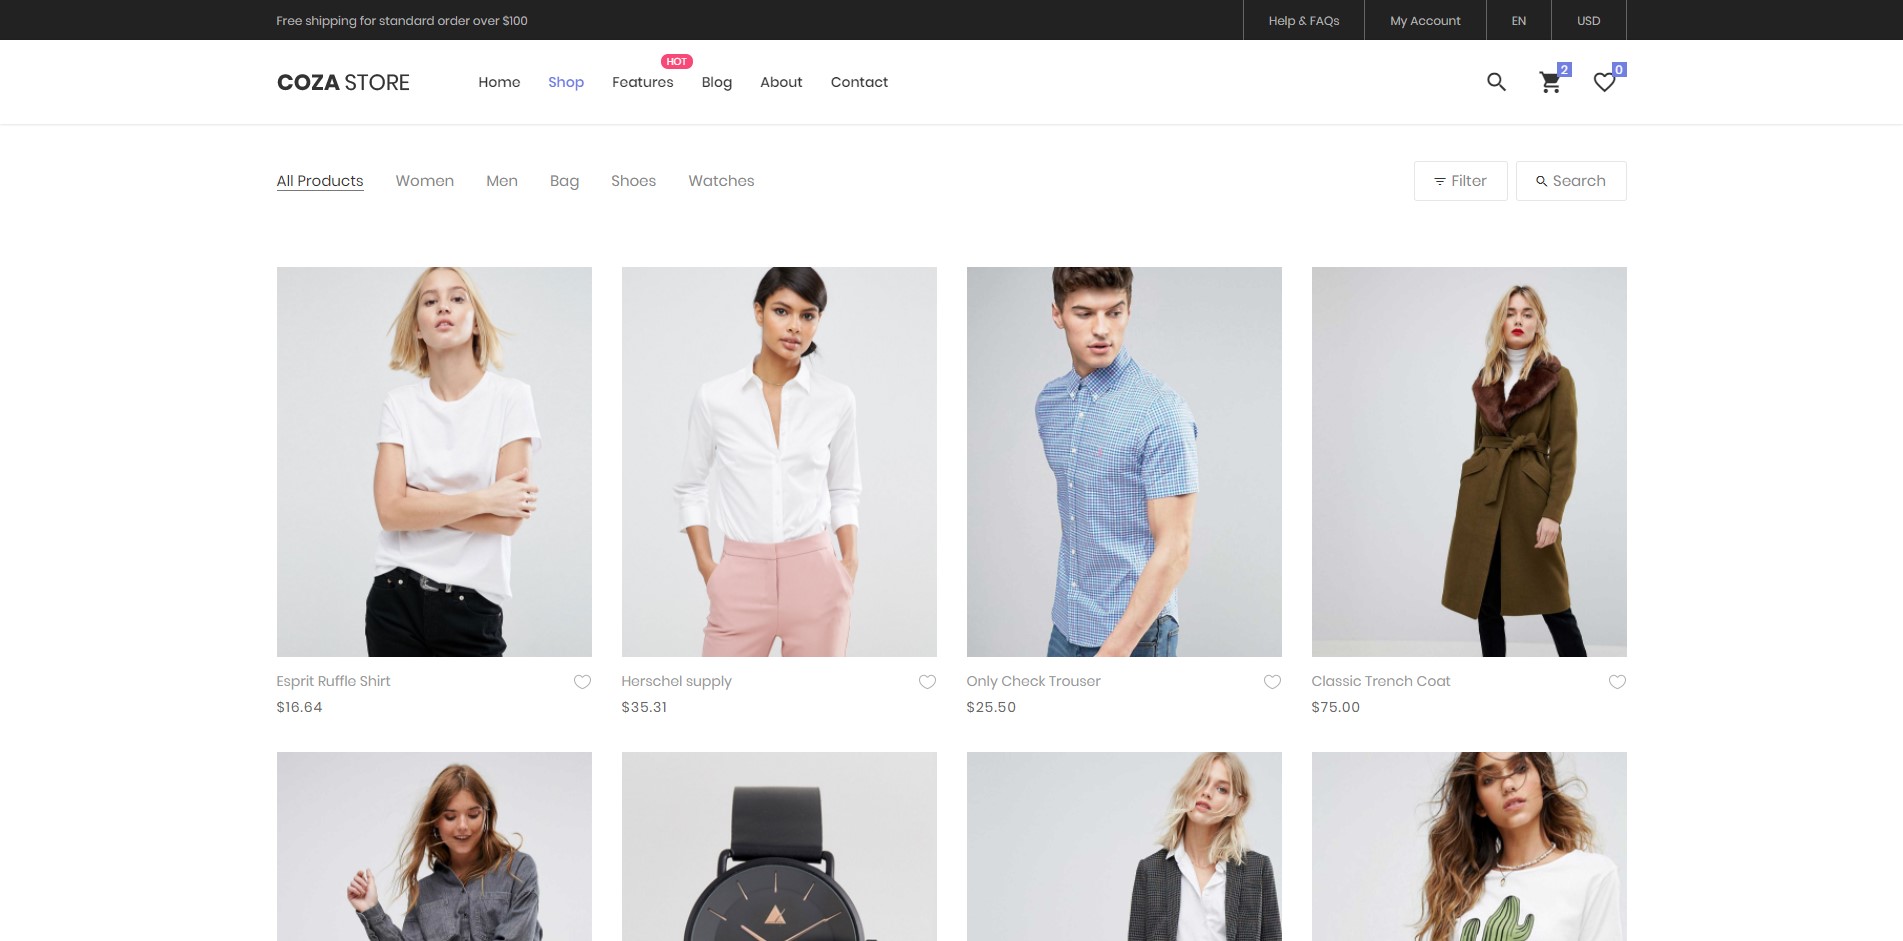 Free shipping for standard order over $100
Help & FAQs
My Account
EN
USD
COZA STORE
Home
Shop
Features
HOT
Blog
About
Contact
2
0
All Products
Women
Men
Bag
Shoes
Watches
Filter
Search
Esprit Ruffle Shirt
$16.64
Herschel supply
$35.31
Only Check Trouser
$25.50
Classic Trench Coat
$75.00